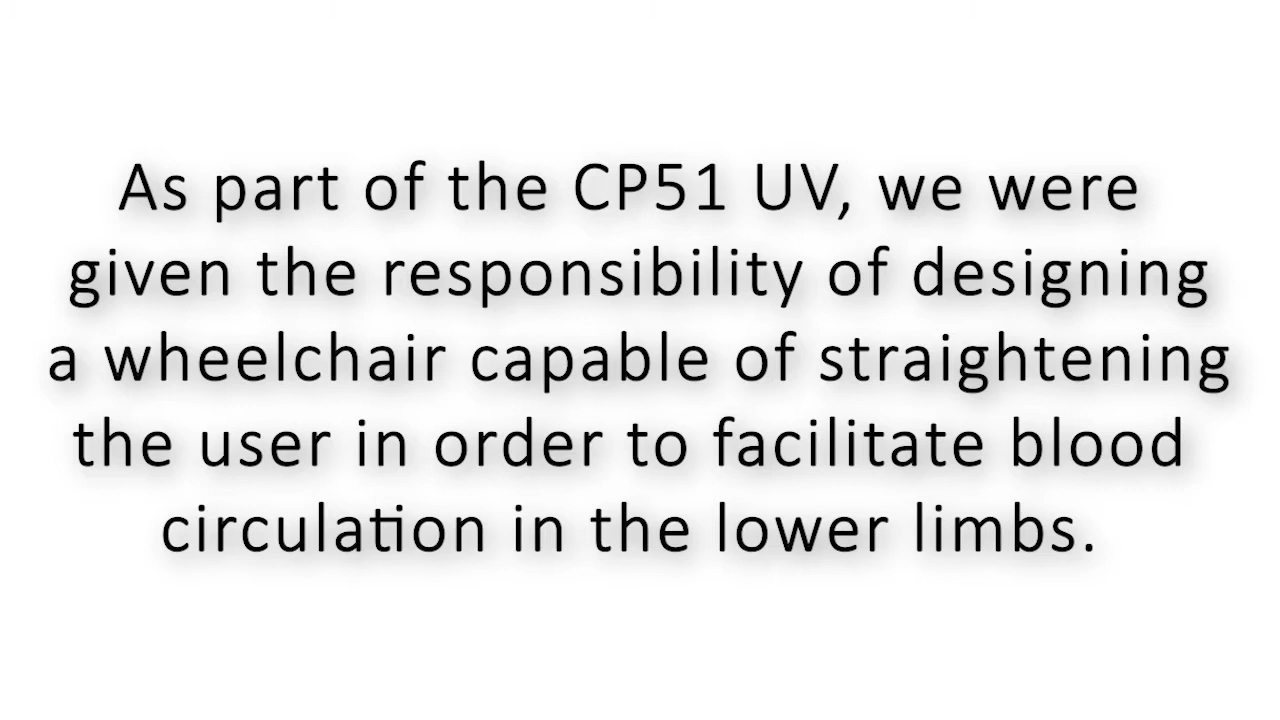 As part of the CP51 UV, we were
given the responsibility of designing
a wheelchair capable of straightening
the user in order to facilitate blood
circulation in the lower limbs.